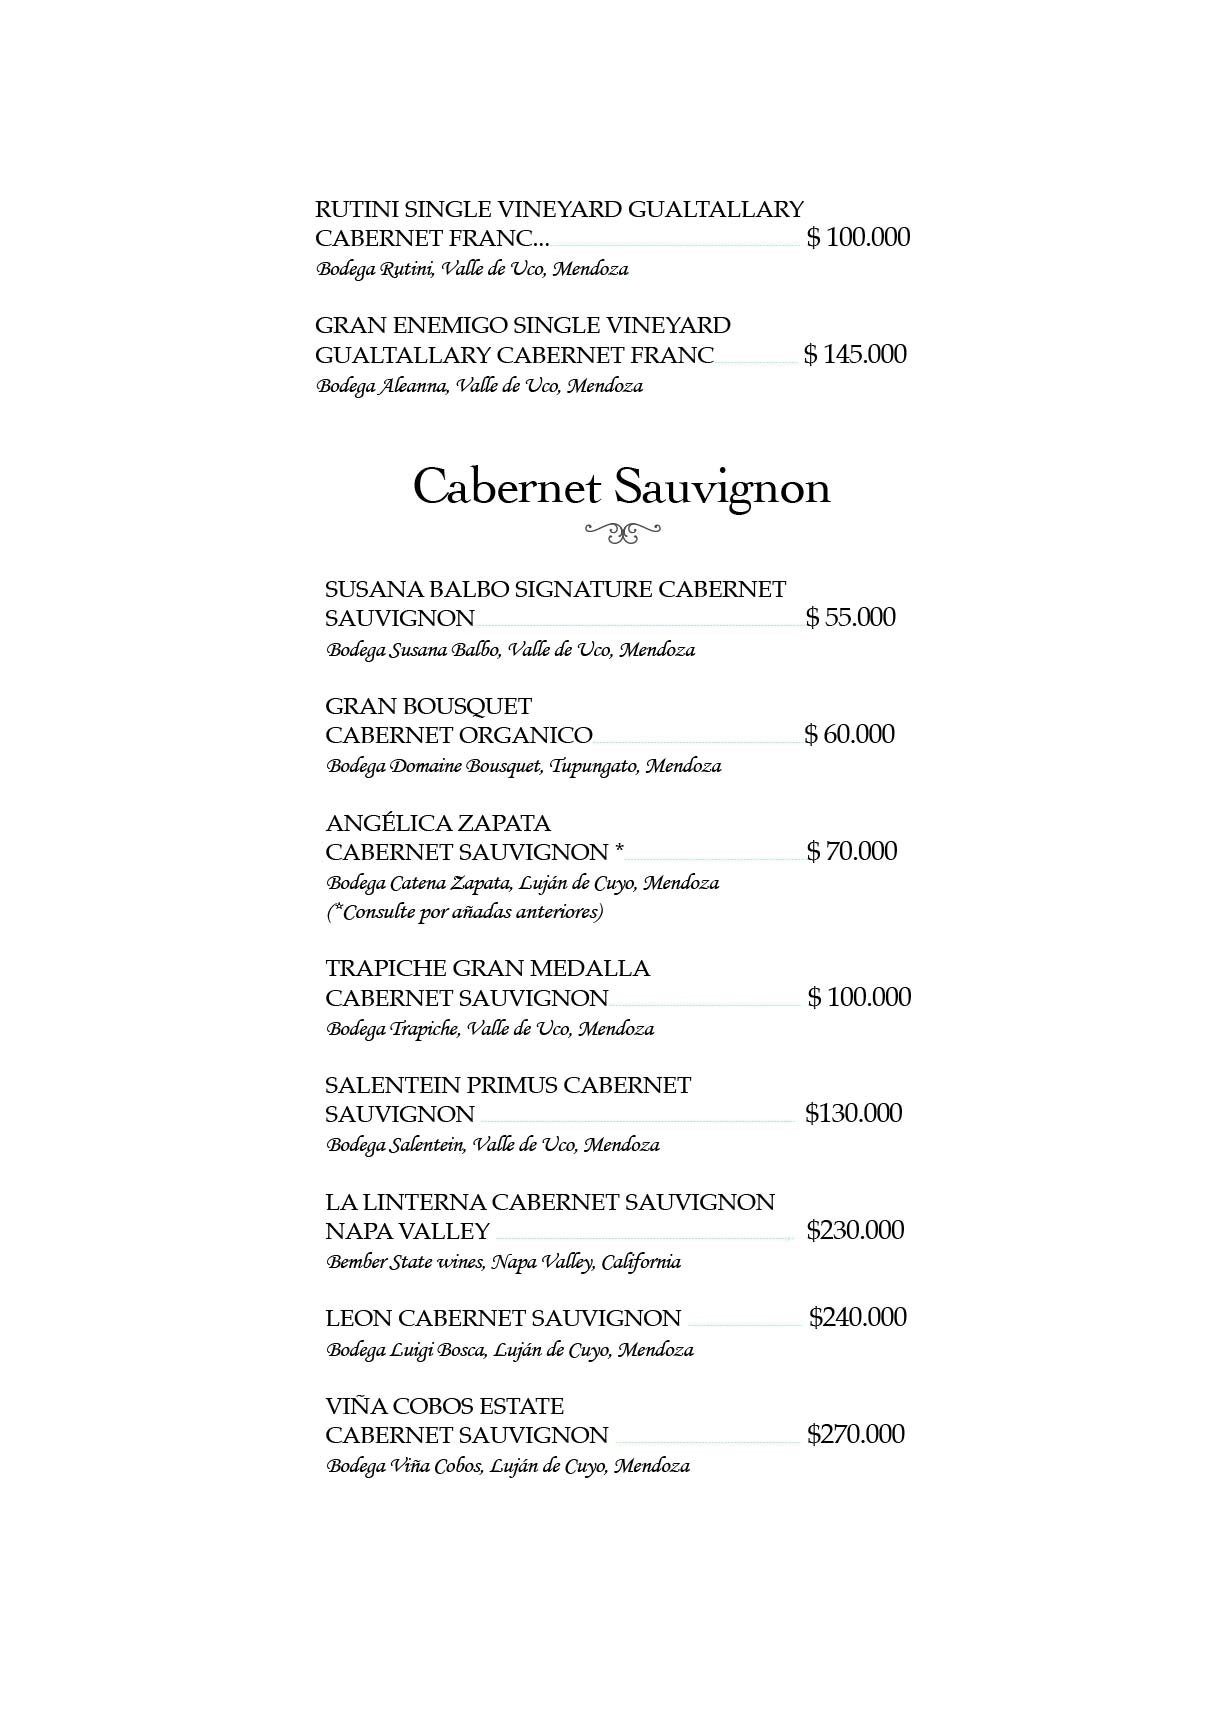 RUTINI SINGLE VINEYARD GUALTALLARY
CABERNET FRANC... $ 100.000
Bodega Rutini, Valle de Uco, Mendoza
GRAN ENEMIGO SINGLE VINEYARD
GUALTALLARY CABERNET FRANC $ 145.000
Bodega Aleanna, Valle de Uco, Mendoza
Cabernet Sauvignon
SUSANA BALBO SIGNATURE CABERNET
SAUVIGNON $ 55.000
Bodega Susana Balbo, Valle de Uco, Mendoza
GRAN BOUSQUET
CABERNET ORGANICO $ 60.000
Bodega Domaine Bousquet, Tupungato, Mendoza
ANGÉLICA ZAPATA
CABERNET SAUVIGNON * $ 70.000
Bodega Catena Zapata, Luján de Cuyo, Mendoza
(*Consulte por añadas anteriores)
TRAPICHE GRAN MEDALLA
CABERNET SAUVIGNON $ 100.000
Bodega Trapiche, Valle de Uco, Mendoza
SALENTEIN PRIMUS CABERNET
SAUVIGNON $130.000
Bodega Salentein, Valle de Uco, Mendoza
LA LINTERNA CABERNET SAUVIGNON
NAPA VALLEY $230.000
Bember State wines, Napa Valley, California
LEON CABERNET SAUVIGNON $240.000
Bodega Luigi Bosca, Luján de Cuyo, Mendoza
VIÑA COBOS ESTATE
CABERNET SAUVIGNON $270.000
Bodega Viña Cobos, Luján de Cuyo, Mendoza